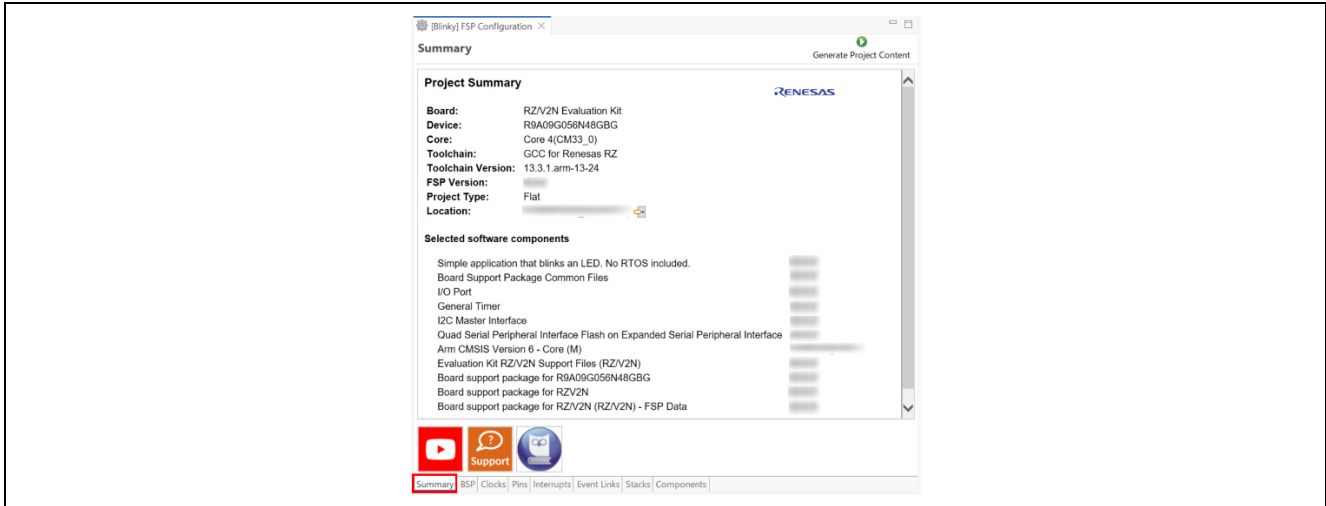 [Blinky] FSP Configuration
Summary
Generate Project Content
Project Summary
RENESAS
Board: RZ/V2N Evaluation Kit
Device: R9A09G056N48GBG
Core: Core 4(CM33_0)
Toolchain: GCC for Renesas RZ
Toolchain Version: 13.3.1.arm-13-24
FSP Version:
Project Type: Flat
Location:
Selected software components
Simple application that blinks an LED. No RTOS included.
Board Support Package Common Files
I/O Port
General Timer
I2C Master Interface
Quad Serial Peripheral Interface Flash on Expanded Serial Peripheral Interface
Arm CMSIS Version 6 - Core (M)
Evaluation Kit RZ/V2N Support Files (RZ/V2N)
Board support package for R9A09G056N48GBG
Board support package for RZV2N
Board support package for RZ/V2N (RZ/V2N) - FSP Data
?
Support
Summary BSP Clocks Pins Interrupts Event Links Stacks Components